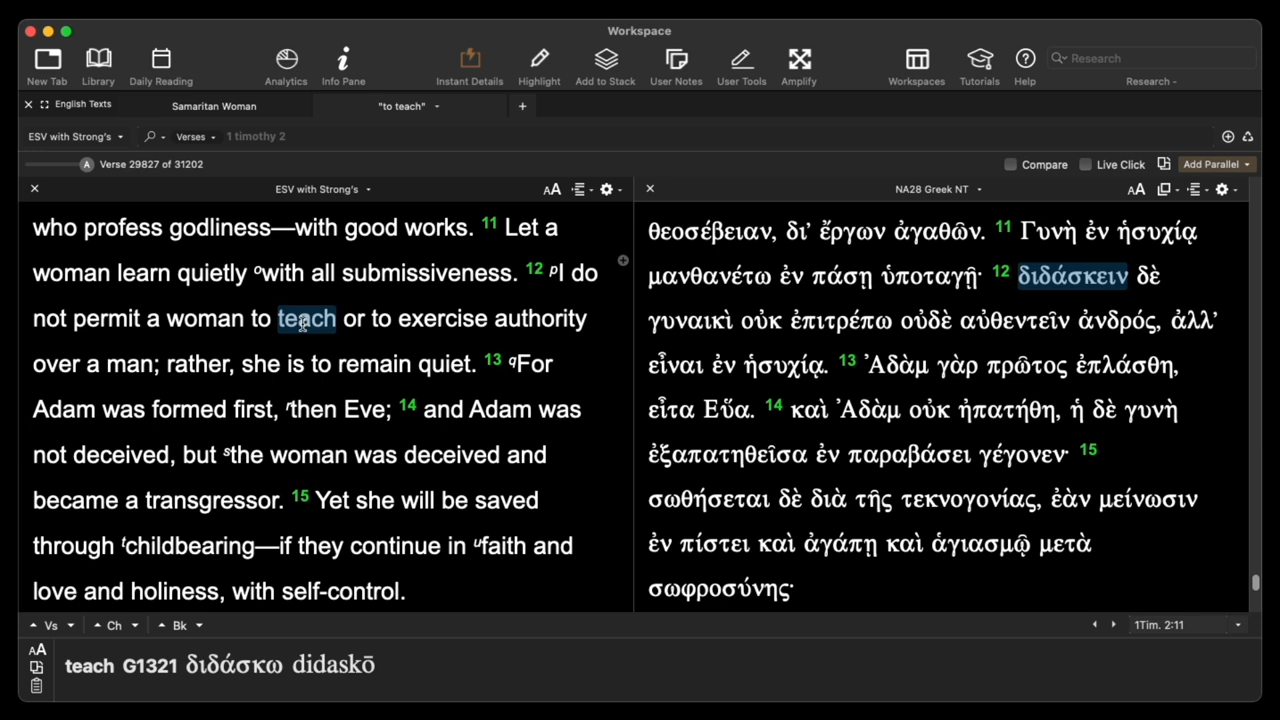 Workspace
New Tab Library Daily Reading Analytics Info Pane Instant Details Highlight Add to Stack User Notes User Tools Amplify Workspaces Tutorials Help Research
Research
English Texts Samaritan Woman "to teach" +
ESV with Strong's Verses 1 timothy 2
A Verse 29827 of 31202 Compare Live Click Add Parallel
ESV with Strong's AA
who profess godliness—with good works. 11 Let a
woman learn quietly owith all submissiveness. 12 pI do
not permit a woman to teach or to exercise authority
over a man; rather, she is to remain quiet. 13 qFor
Adam was formed first, rthen Eve; 14 and Adam was
not deceived, but sthe woman was deceived and
became a transgressor. 15 Yet she will be saved
through tchildbearing—if they continue in ufaith and
love and holiness, with self-control.
NA28 Greek NT AA
θεοσέβειαν, δι’ ἔργων ἀγαθῶν. 11 Γυνὴ ἐν ἡσυχίᾳ
μανθανέτω ἐν πάσῃ ὑποταγῇ· 12 διδάσκειν δὲ
γυναικὶ οὐκ ἐπιτρέπω οὐδὲ αὐθεντεῖν ἀνδρός, ἀλλ’
εἶναι ἐν ἡσυχίᾳ. 13 Ἀδὰμ γὰρ πρῶτος ἐπλάσθη,
εἶτα Εὕα. 14 καὶ Ἀδὰμ οὐκ ἠπατήθη, ἡ δὲ γυνὴ
ἐξαπατηθεῖσα ἐν παραβάσει γέγονεν· 15
σωθήσεται δὲ διὰ τῆς τεκνογονίας, ἐὰν μείνωσιν
ἐν πίστει καὶ ἀγάπῃ καὶ ἁγιασμῷ μετὰ
σωφροσύνης·
Vs Ch Bk 1Tim. 2:11
AA
teach G1321 διδάσκω didaskō